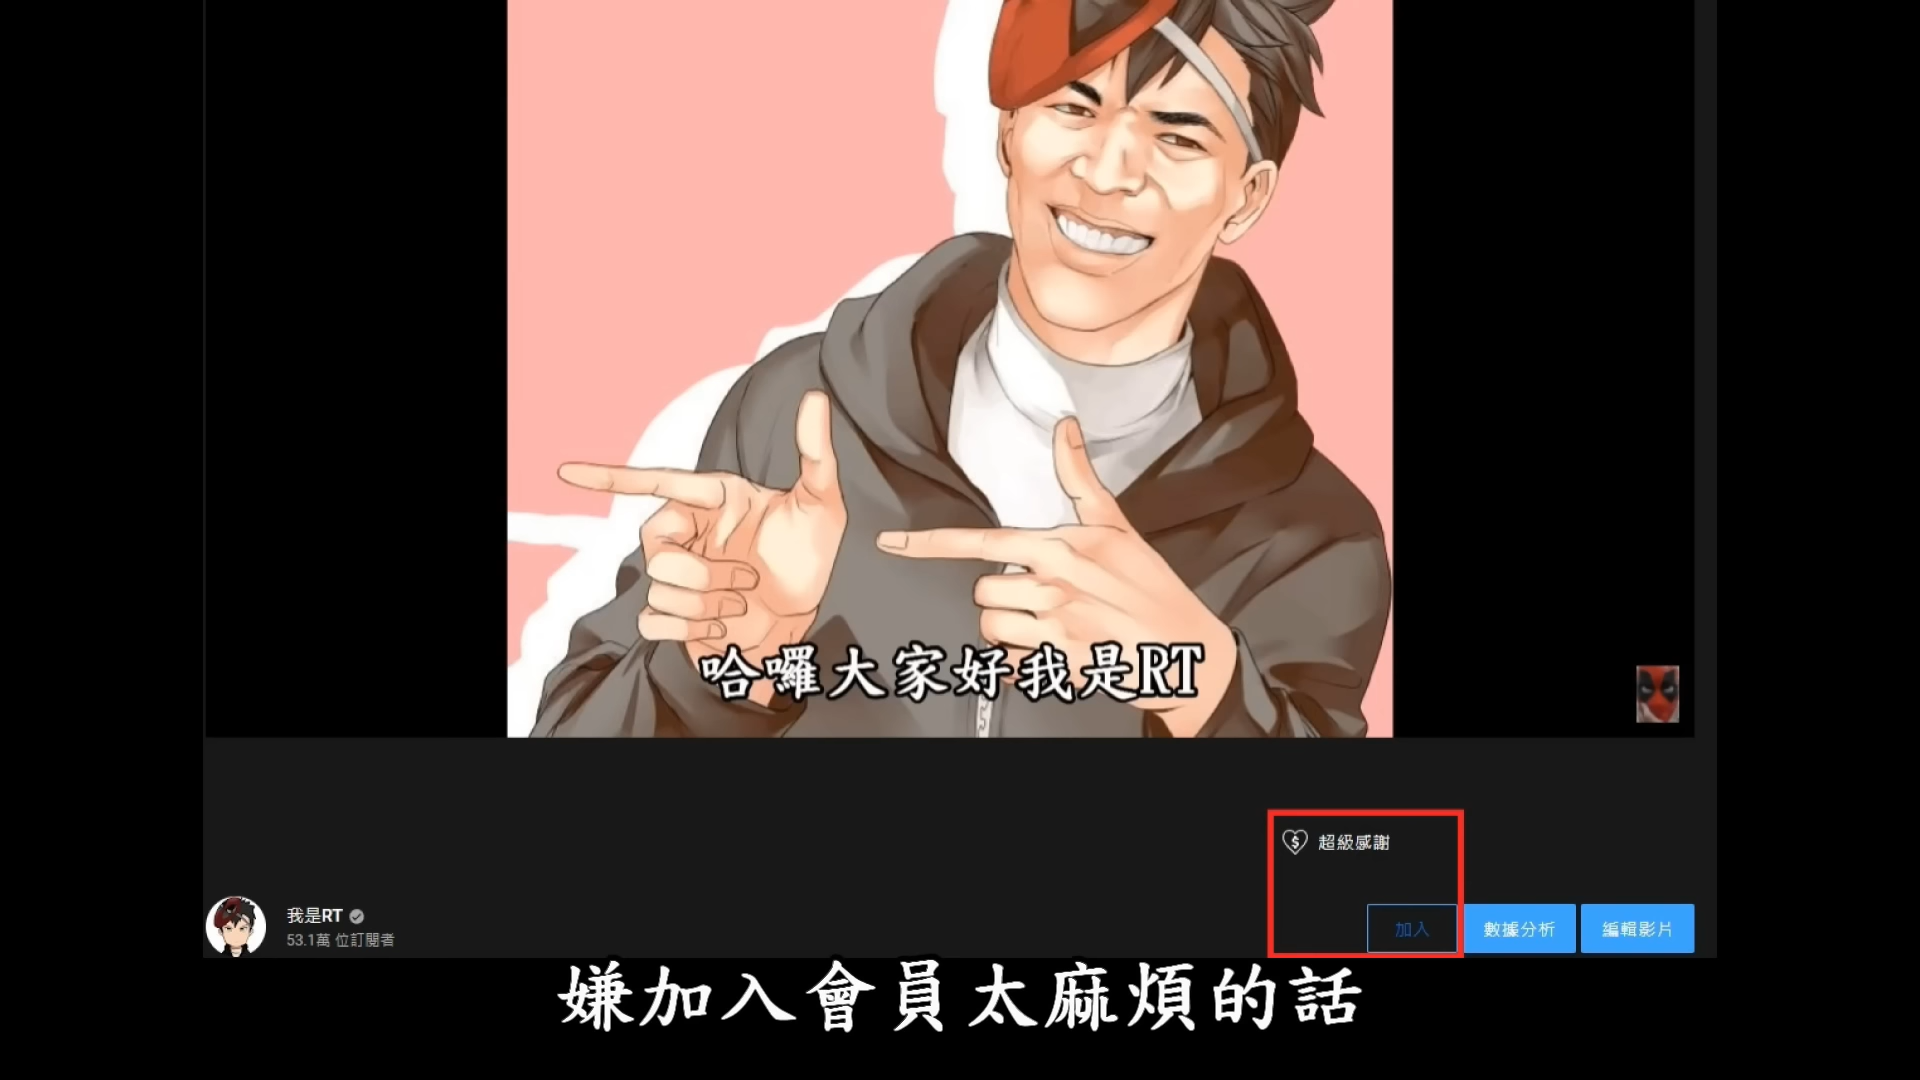 哈囉大家好我是RT
超級感謝
我是RT
53.1萬 位訂閱者
加入
數據分析
編輯影片
嫌加入會員太麻煩的話